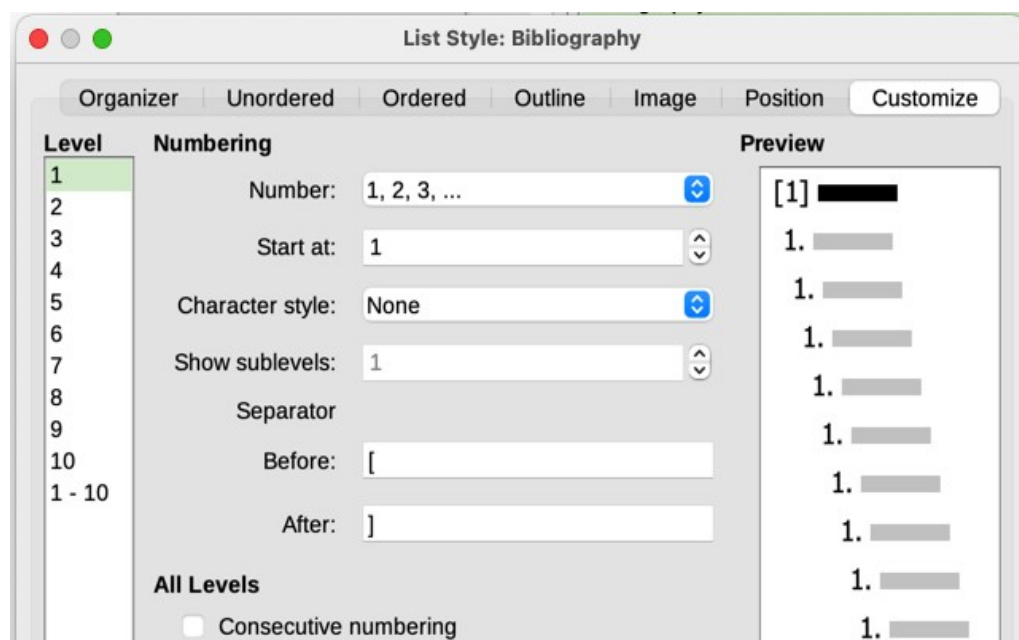 List Style: Bibliography
Organizer Unordered Ordered Outline Image Position Customize
Level
1
2
3
4
5
6
7
8
9
10
1 - 10
Numbering
Number: 1, 2, 3, ...
Start at: 1
Character style: None
Show sublevels: 1
Separator
Before: [
After: ]
All Levels
Consecutive numbering
Preview
[1]
1.
1.
1.
1.
1.
1.
1.
1.
1.